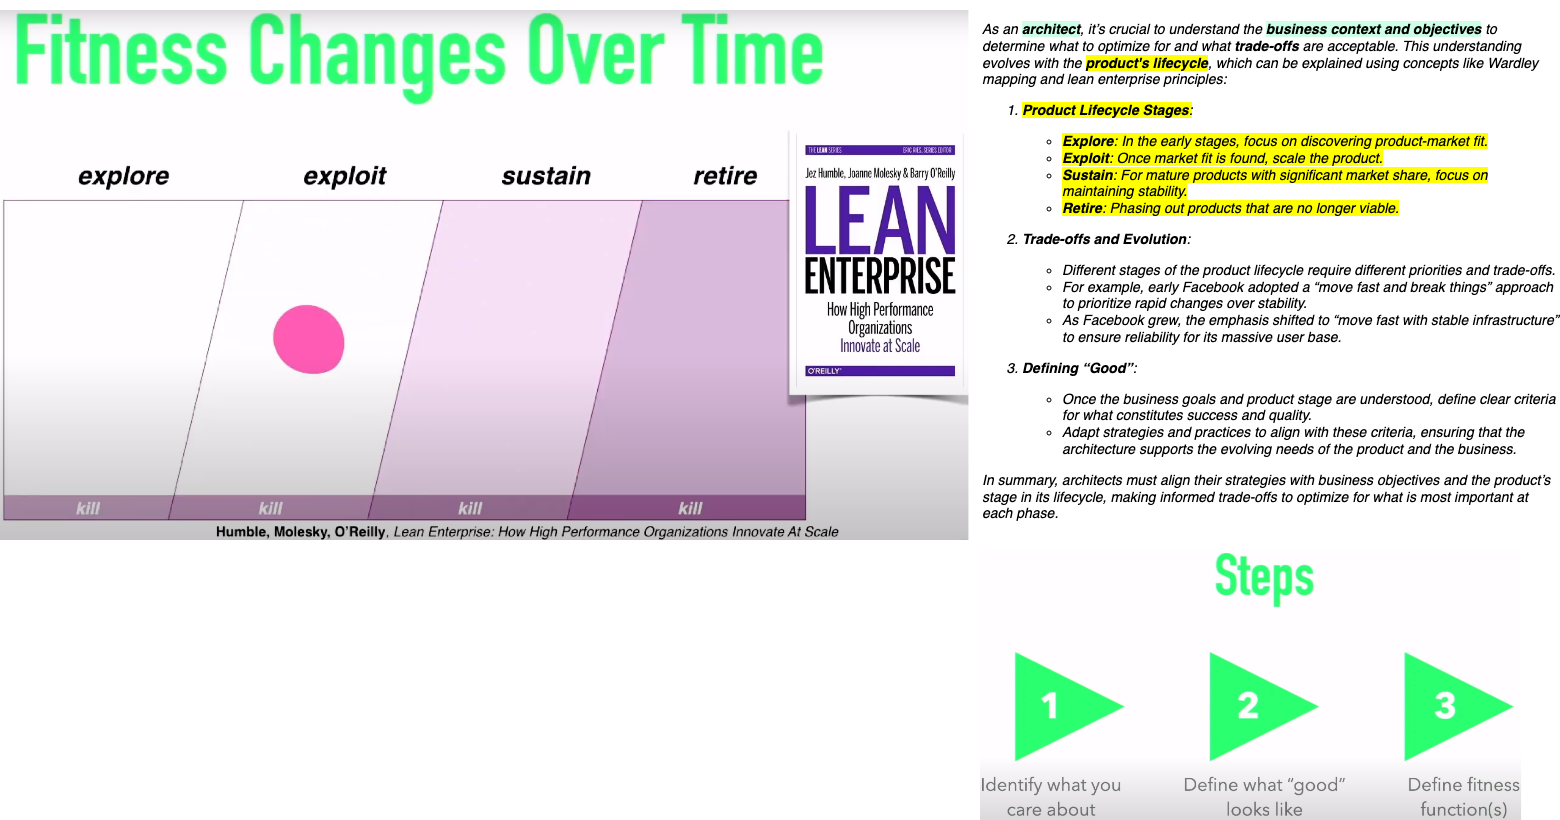 Fitness Changes Over Time
explore
exploit
sustain
retire
THE LEAN SERIES
ERIC RIES, SERIES EDITOR
Jez Humble, Joanne Molesky & Barry O'Reilly
LEAN
ENTERPRISE
How High Performance
Organizations
Innovate at Scale
O'REILLY®
kill
kill
kill
kill
Humble, Molesky, O'Reilly, Lean Enterprise: How High Performance Organizations Innovate At Scale
As an architect, it's crucial to understand the business context and objectives to
determine what to optimize for and what trade-offs are acceptable. This understanding
evolves with the product's lifecycle, which can be explained using concepts like Wardley
mapping and lean enterprise principles:
1. Product Lifecycle Stages:
◦ Explore: In the early stages, focus on discovering product-market fit.
◦ Exploit: Once market fit is found, scale the product.
◦ Sustain: For mature products with significant market share, focus on
maintaining stability.
◦ Retire: Phasing out products that are no longer viable.
2. Trade-offs and Evolution:
◦ Different stages of the product lifecycle require different priorities and trade-offs.
◦ For example, early Facebook adopted a “move fast and break things” approach
to prioritize rapid changes over stability.
◦ As Facebook grew, the emphasis shifted to “move fast with stable infrastructure”
to ensure reliability for its massive user base.
3. Defining “Good”:
◦ Once the business goals and product stage are understood, define clear criteria
for what constitutes success and quality.
◦ Adapt strategies and practices to align with these criteria, ensuring that the
architecture supports the evolving needs of the product and the business.
In summary, architects must align their strategies with business objectives and the product's
stage in its lifecycle, making informed trade-offs to optimize for what is most important at
each phase.
Steps
1
2
3
Identify what you
care about
Define what “good”
looks like
Define fitness
function(s)